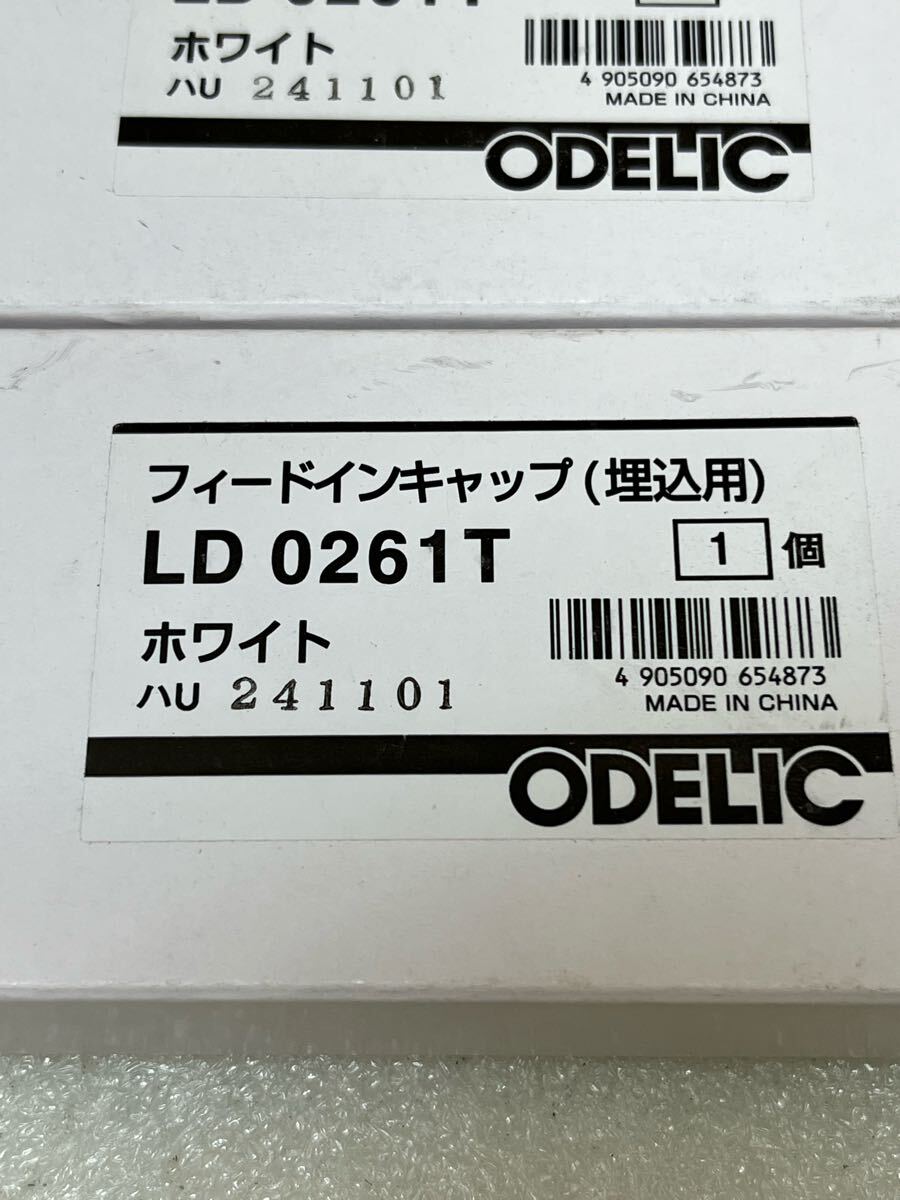 ホワイト
ハU 241101
4 905090 654873
MADE IN CHINA
ODELIC
フィードインキャップ(埋込用)
LD 0261T
1 個
ホワイト
ハU 241101
4 905090 654873
MADE IN CHINA
ODELIC